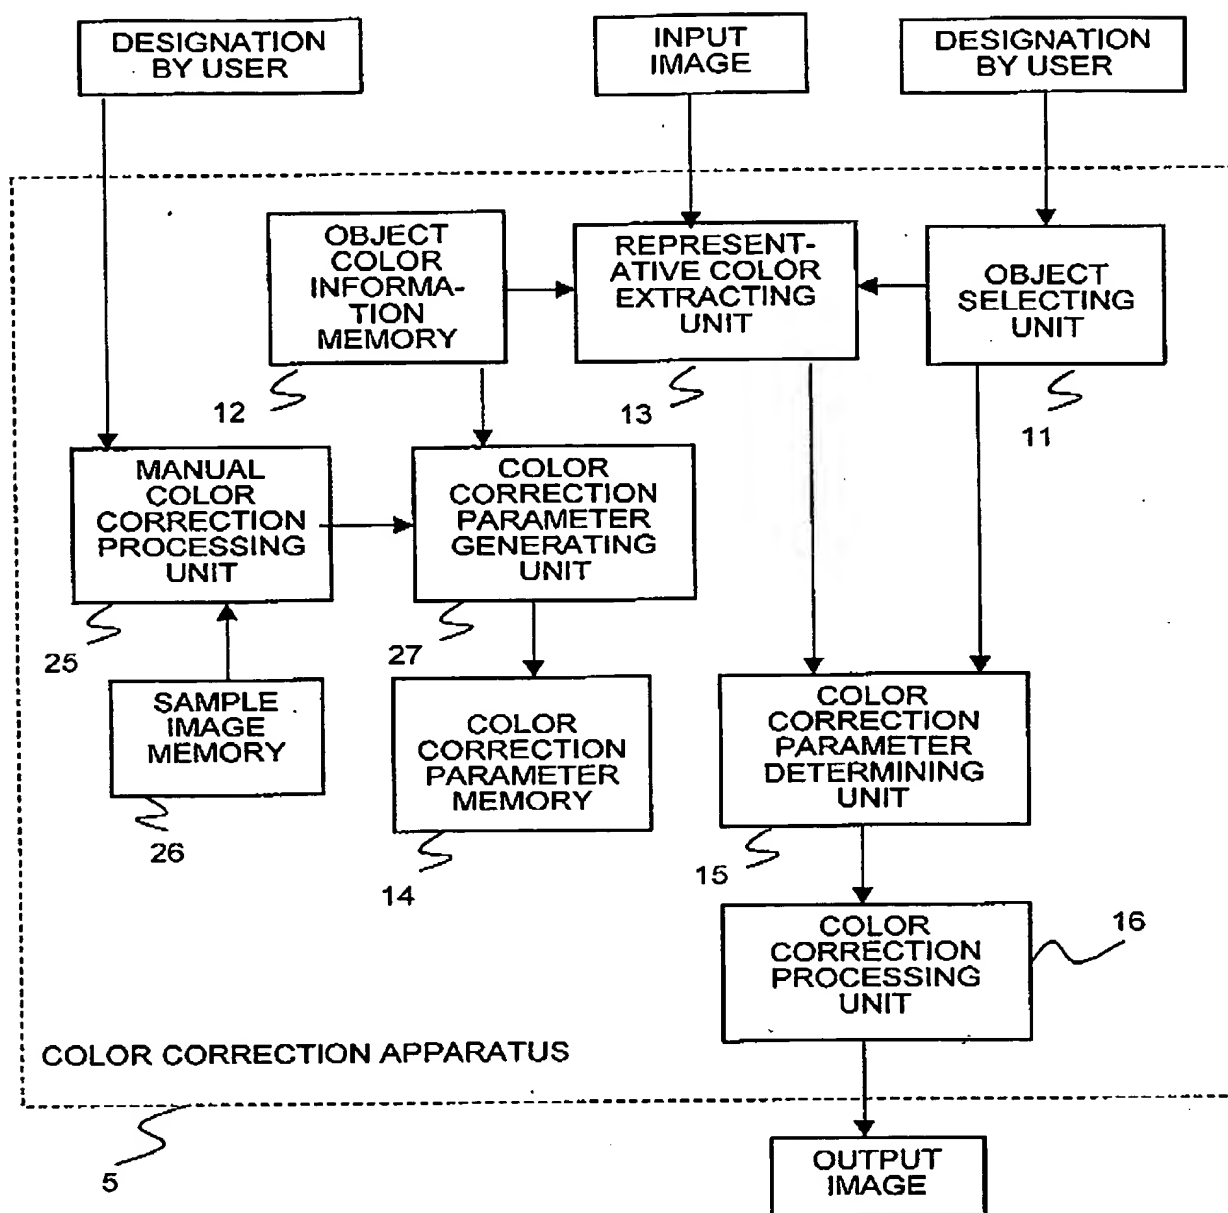 DESIGNATION
BY USER
INPUT
IMAGE
DESIGNATION
BY USER
OBJECT
COLOR
INFORMA-
TION
MEMORY
REPRESENT-
ATIVE COLOR
EXTRACTING
UNIT
OBJECT
SELECTING
UNIT
12
13
11
MANUAL
COLOR
CORRECTION
PROCESSING
UNIT
COLOR
CORRECTION
PARAMETER
GENERATING
UNIT
25
27
SAMPLE
IMAGE
MEMORY
COLOR
CORRECTION
PARAMETER
MEMORY
COLOR
CORRECTION
PARAMETER
DETERMINING
UNIT
26
14
15
COLOR
CORRECTION
PROCESSING
UNIT
16
COLOR CORRECTION APPARATUS
5
OUTPUT
IMAGE